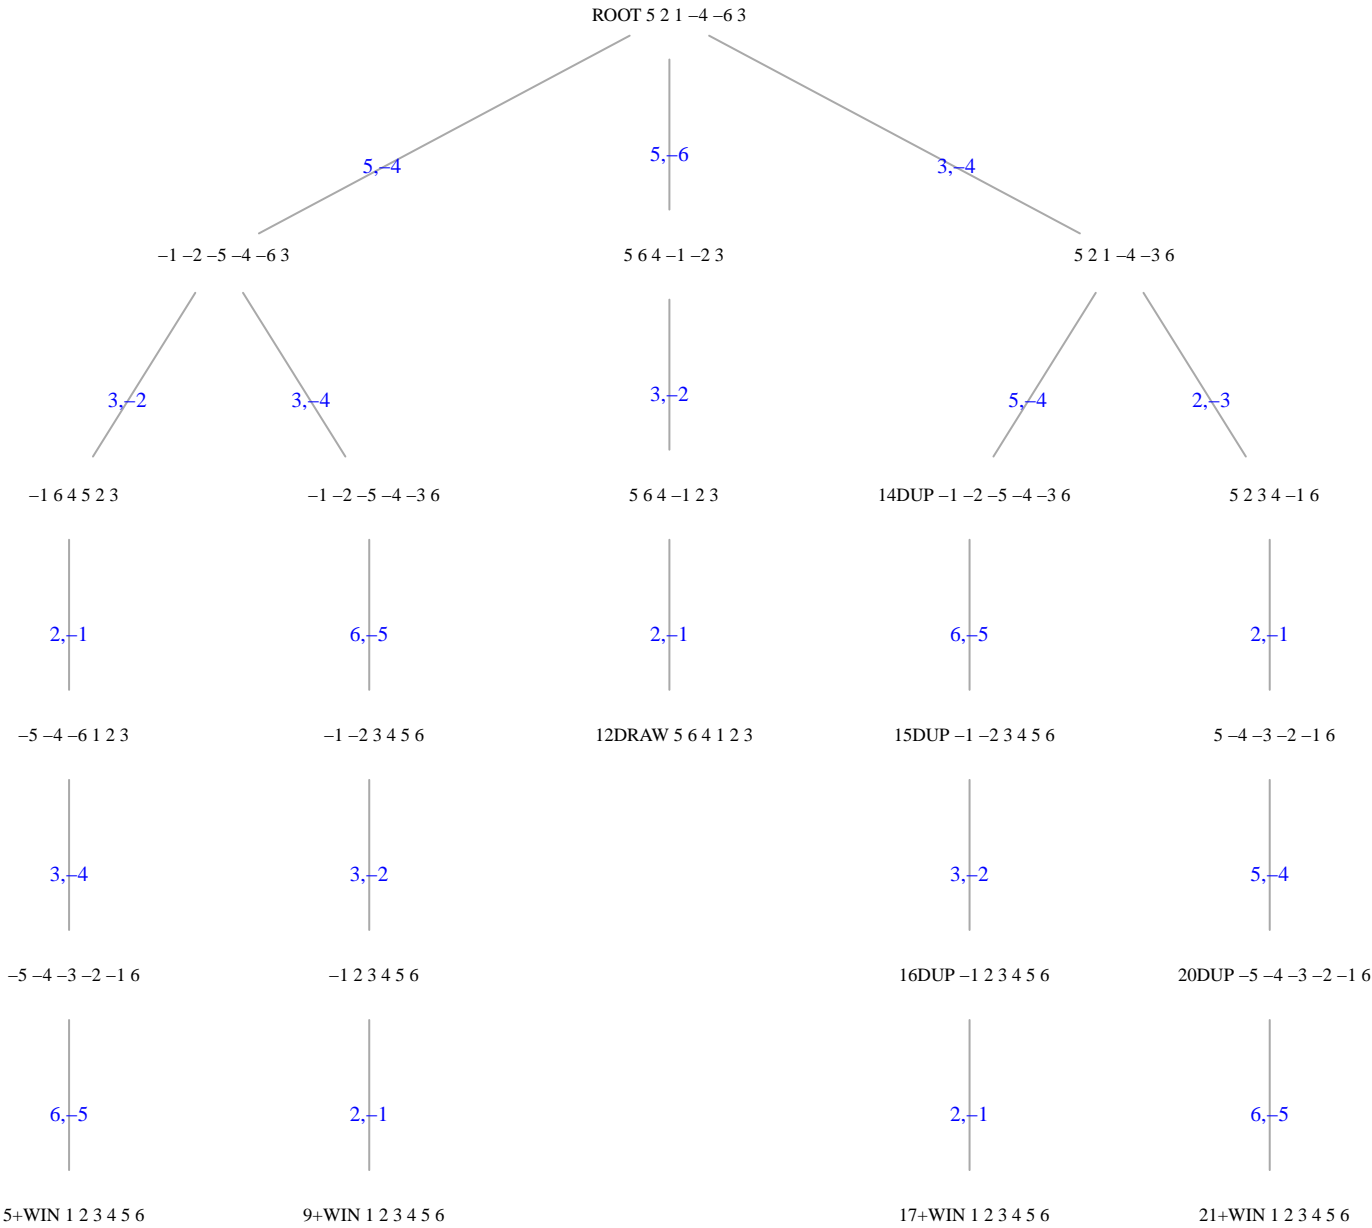 ROOT 5 2 1 –4 –6 3
5,–4
5,–6
3,–4
–1 –2 –5 –4 –6 3
5 6 4 –1 –2 3
5 2 1 –4 –3 6
3,–2
3,–4
3,–2
5,–4
2,–3
–1 6 4 5 2 3
–1 –2 –5 –4 –3 6
5 6 4 –1 2 3
14DUP –1 –2 –5 –4 –3 6
5 2 3 4 –1 6
2,–1
6,–5
2,–1
6,–5
2,–1
–5 –4 –6 1 2 3
–1 –2 3 4 5 6
12DRAW 5 6 4 1 2 3
15DUP –1 –2 3 4 5 6
5 –4 –3 –2 –1 6
3,–4
3,–2
3,–2
5,–4
–5 –4 –3 –2 –1 6
–1 2 3 4 5 6
16DUP –1 2 3 4 5 6
20DUP –5 –4 –3 –2 –1 6
6,–5
2,–1
2,–1
6,–5
5+WIN 1 2 3 4 5 6
9+WIN 1 2 3 4 5 6
17+WIN 1 2 3 4 5 6
21+WIN 1 2 3 4 5 6